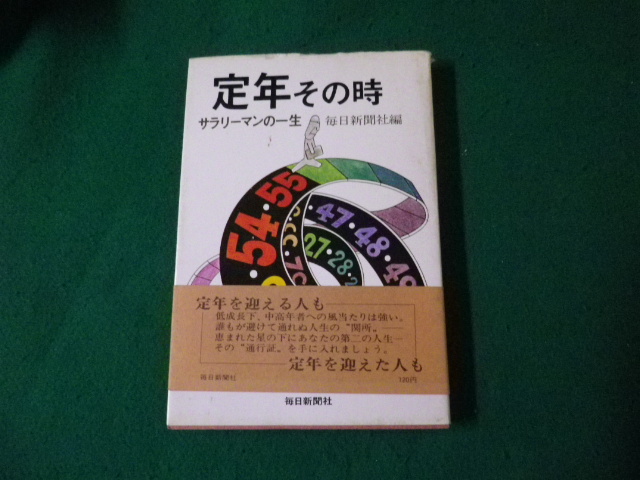 定年その時
サラリーマンの一生
毎日新聞社編
54・55
47・48・49
27・28・2
定年を迎える人も
低成長下、中高年者への風当たりは強い。
誰もが避けて通れぬ人生の〝関所〟──
恵まれた星の下にあなたの第二の人生─
その〝通行証〟を手に入れましょう。
──定年を迎えた人も
毎日新聞社
毎日新聞社